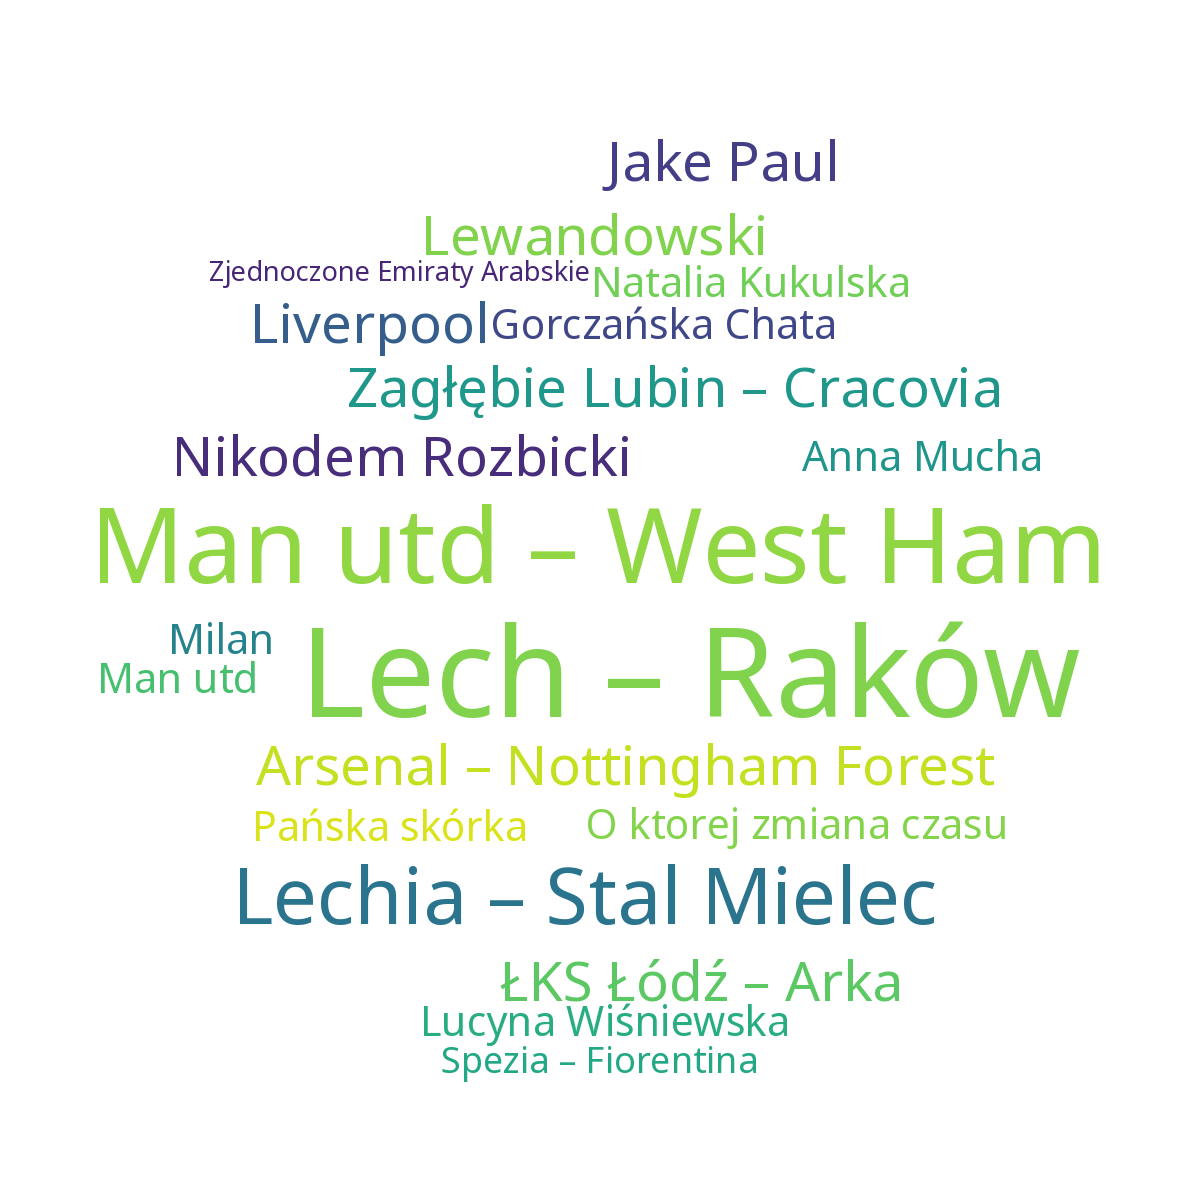 Jake Paul
Lewandowski
Zjednoczone Emiraty Arabskie
Natalia Kukulska
Liverpool
Gorczańska Chata
Zagłębie Lubin – Cracovia
Nikodem Rozbicki
Anna Mucha
Man utd – West Ham
Milan
Man utd
Lech – Raków
Arsenal – Nottingham Forest
Pańska skórka
O ktorej zmiana czasu
Lechia – Stal Mielec
ŁKS Łódź – Arka
Lucyna Wiśniewska
Spezia – Fiorentina